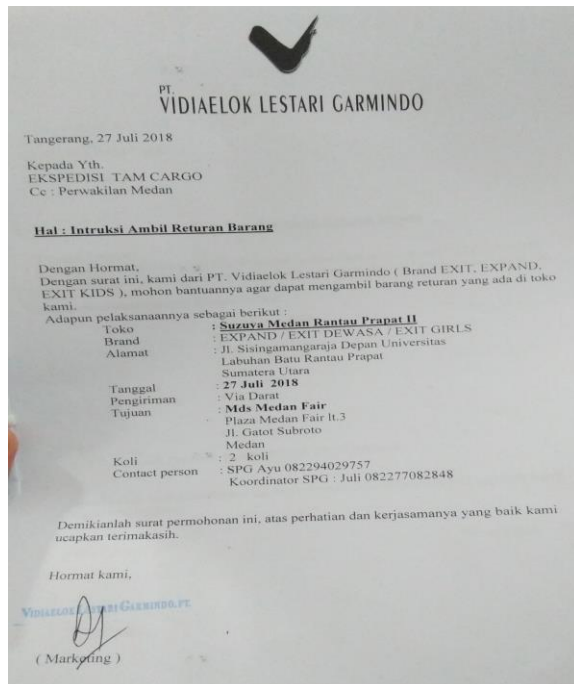 PT.
VIDIAELOK LESTARI GARMINDO
Tangerang, 27 Juli 2018
Kepada Yth.
EKSPEDISI TAM CARGO
Cc : Perwakilan Medan
Hal : Intruksi Ambil Returan Barang
Dengan Hormat,
Dengan surat ini, kami dari PT. Vidiaelok Lestari Garmindo ( Brand EXIT, EXPAND,
EXIT KIDS ), mohon bantuannya agar dapat mengambil barang returan yang ada di toko
kami.
Adapun pelaksanaannya sebagai berikut :
Toko : Suzuya Medan Rantau Prapat II
Brand : EXPAND / EXIT DEWASA / EXIT GIRLS
Alamat : Jl. Sisingamangaraja Depan Universitas
Labuhan Batu Rantau Prapat
Sumatera Utara
Tanggal : 27 Juli 2018
Pengiriman : Via Darat
Tujuan : Mds Medan Fair
Plaza Medan Fair lt.3
Jl. Gatot Subroto
Medan
Koli : 2 koli
Contact person : SPG Ayu 082294029757
Koordinator SPG : Juli 082277082848
Demikianlah surat permohonan ini, atas perhatian dan kerjasamanya yang baik kami
ucapkan terimakasih.
Hormat kami,
VIDIAELOK LESTARI GARMINDO.PT.
( Marketing )